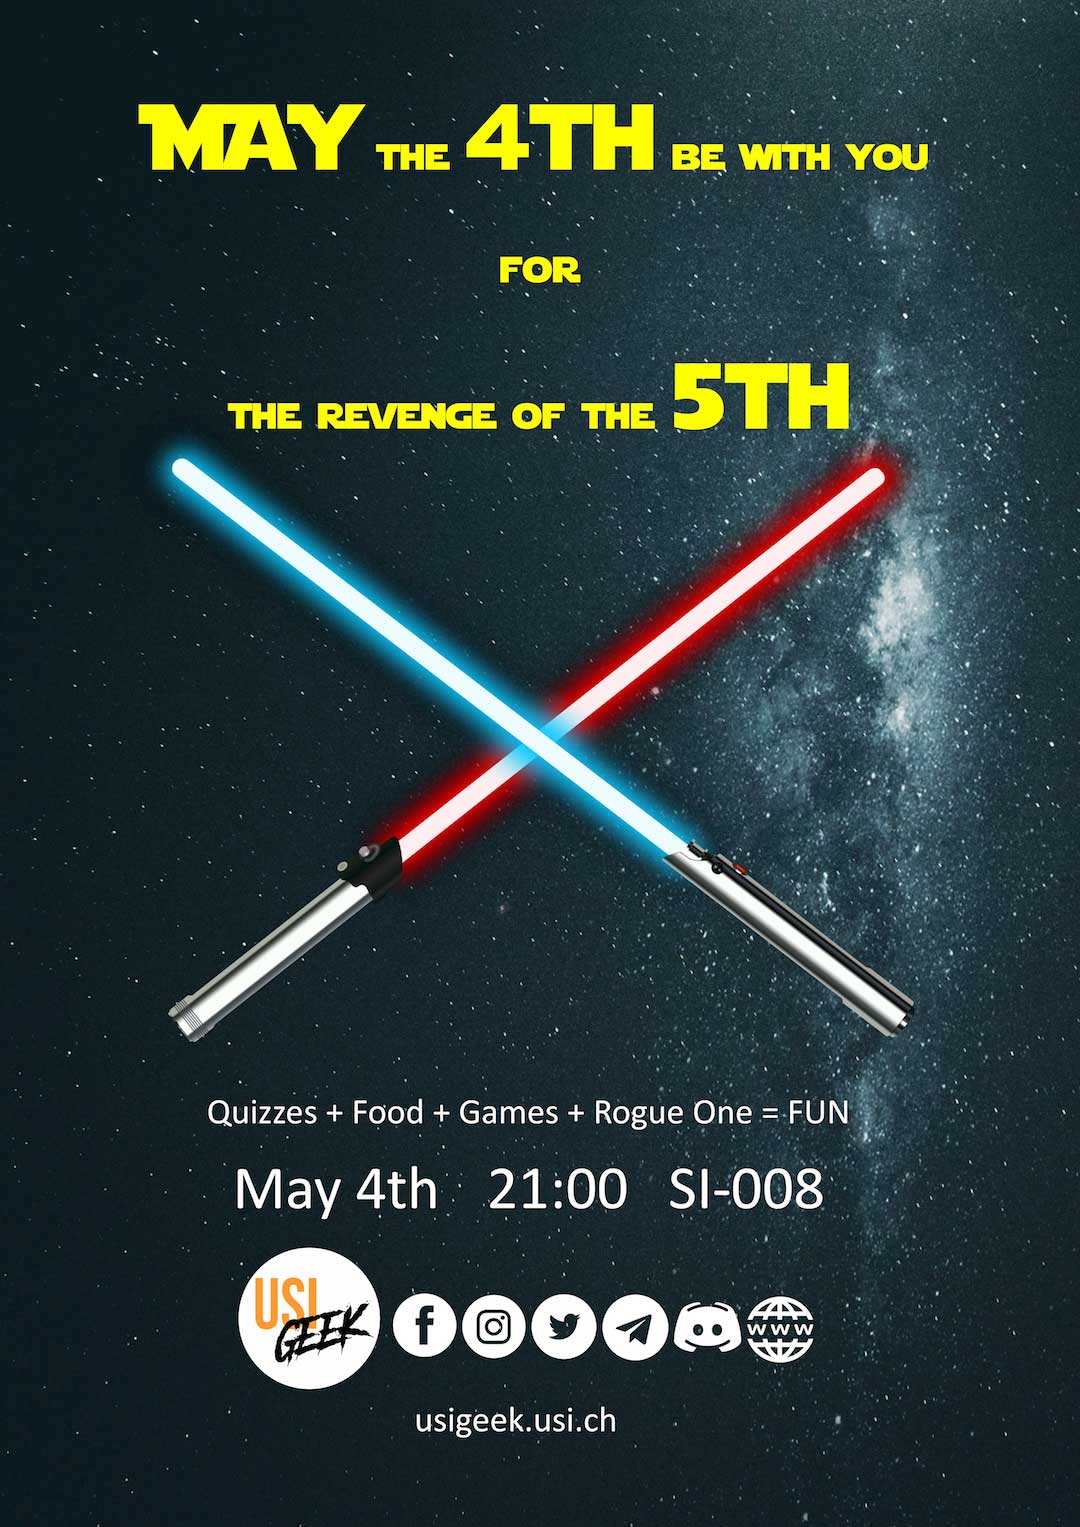 MAY THE 4TH BE WITH YOU
FOR
THE REVENGE OF THE 5TH
Quizzes + Food + Games + Rogue One = FUN
May 4th 21:00 SI-008
USI
GEEK
f
WWW
usigeek.usi.ch